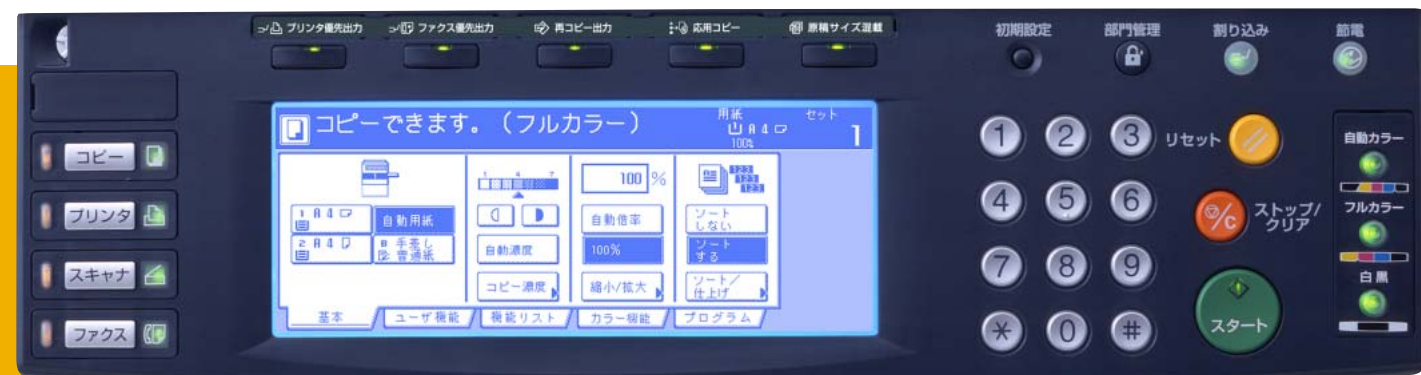 プリンタ優先出力
ファクス優先出力
再コピー出力
応用コピー
原稿サイズ混載
初期設定
部門管理
割り込み
節電
コピー
プリンタ
スキャナ
ファクス
コピーできます。（フルカラー）
用紙
A4
100%
セット
1
1 4 7
100 %
1 A4
自動用紙
2 A4
B 手差し
普通紙
自動濃度
コピー濃度
自動倍率
100%
縮小/拡大
123
123
123
ソート
しない
ソート
する
ソート/
仕上げ
基本
ユーザ機能
機能リスト
カラー機能
プログラム
1 2 3
リセット
4 5 6
C
ストップ/
クリア
7 8 9
* 0 #
スタート
自動カラー
フルカラー
白黒